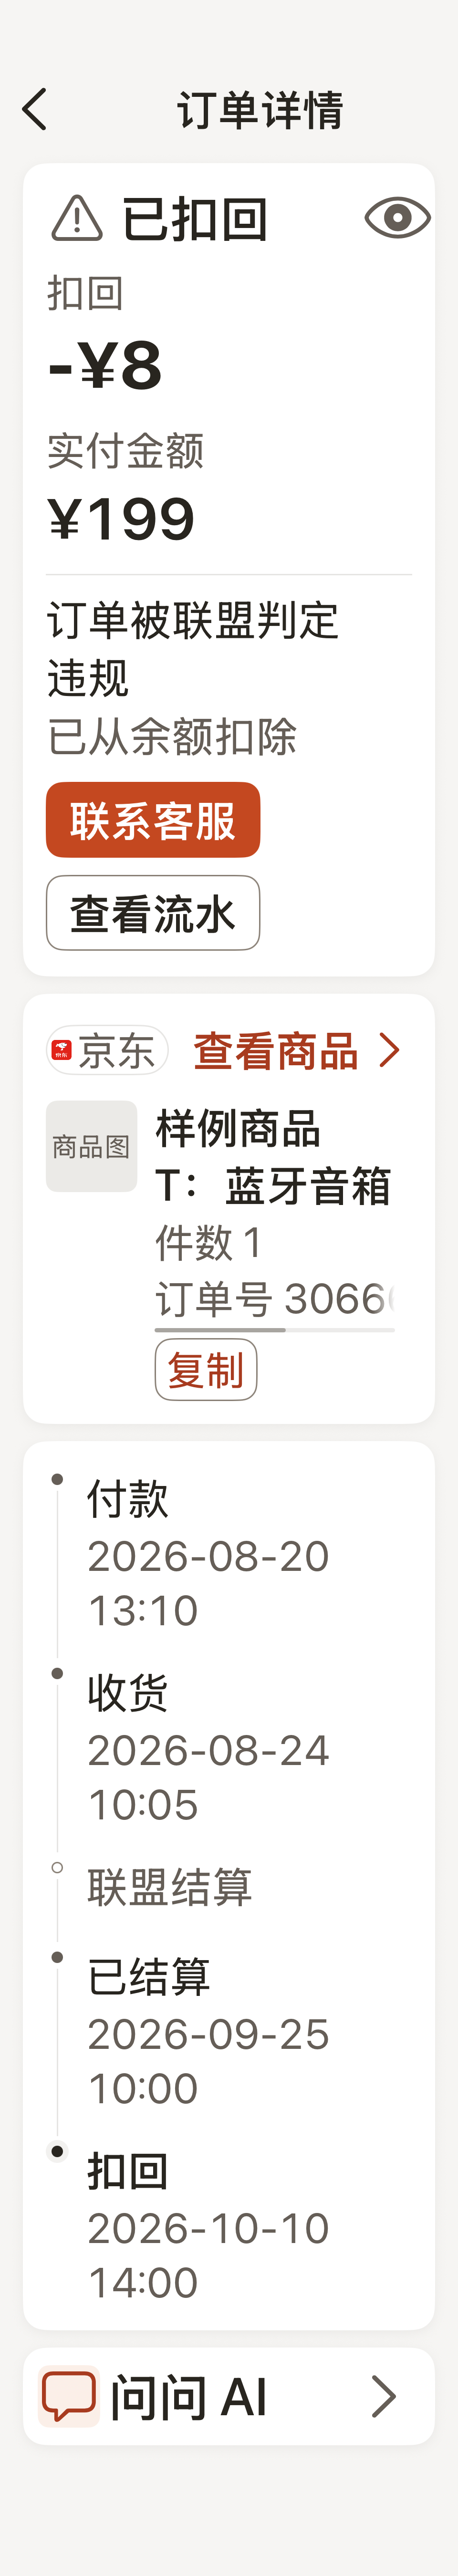 订单详情
已扣回
扣回
-¥8
实付金额
¥199
订单被联盟判定
违规
已从余额扣除
联系客服
查看流水
京东
京东
查看商品
商品图
样例商品
T：蓝牙音箱
件数 1
订单号 30666
复制
付款
2026-08-20
13:10
收货
2026-08-24
10:05
联盟结算
已结算
2026-09-25
10:00
扣回
2026-10-10
14:00
问问 AI